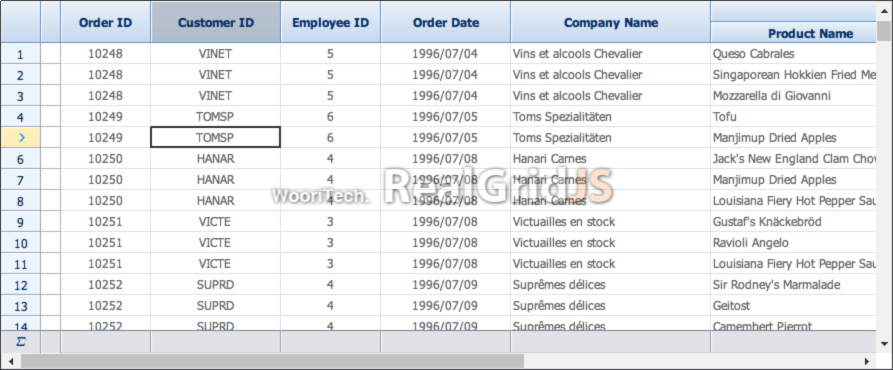 Order ID Customer ID Employee ID Order Date Company Name
Product Name
1 10248 VINET 5 1996/07/04 Vins et alcools Chevalier Queso Cabrales
2 10248 VINET 5 1996/07/04 Vins et alcools Chevalier Singaporean Hokkien Fried Me
3 10248 VINET 5 1996/07/04 Vins et alcools Chevalier Mozzarella di Giovanni
4 10249 TOMSP 6 1996/07/05 Toms Spezialitäten Tofu
10249 TOMSP 6 1996/07/05 Toms Spezialitäten Manjimup Dried Apples
6 10250 HANAR 4 1996/07/08 Hanari Carnes Jack's New England Clam Chow
7 10250 HANAR 4 1996/07/08 Hanari Carnes Manjimup Dried Apples
8 10250 HANAR 4 1996/07/08 Hanari Carnes Louisiana Fiery Hot Pepper Sau
WooriTech. RealGridJS
9 10251 VICTE 3 1996/07/08 Victuailles en stock Gustaf's Knäckebröd
10 10251 VICTE 3 1996/07/08 Victuailles en stock Ravioli Angelo
11 10251 VICTE 3 1996/07/08 Victuailles en stock Louisiana Fiery Hot Pepper Sau
12 10252 SUPRD 4 1996/07/09 Suprêmes délices Sir Rodney's Marmalade
13 10252 SUPRD 4 1996/07/09 Suprêmes délices Geitost
14 10252 SUPRD 4 1996/07/09 Suprêmes délices Camembert Pierrot
Σ